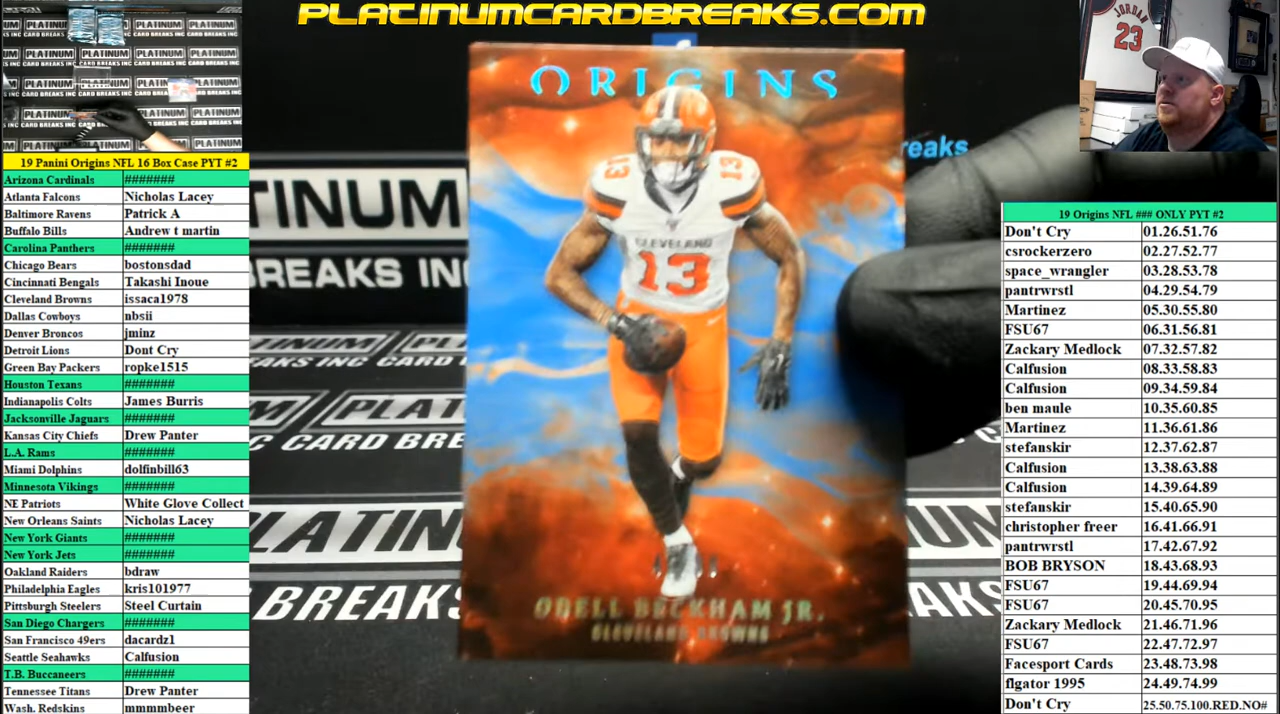 PLATINUMCARDBREAKS.COM
JORDAN
23
19 Panini Origins NFL 16 Box Case PYT #2
Arizona Cardinals #######
Atlanta Falcons Nicholas Lacey
Baltimore Ravens Patrick A
Buffalo Bills Andrew t martin
Carolina Panthers #######
Chicago Bears bostonsdad
Cincinnati Bengals Takashi Inoue
Cleveland Browns issaca1978
Dallas Cowboys nbsii
Denver Broncos jminz
Detroit Lions Dont Cry
Green Bay Packers ropke1515
Houston Texans #######
Indianapolis Colts James Burris
Jacksonville Jaguars #######
Kansas City Chiefs Drew Panter
L.A. Rams #######
Miami Dolphins dolfinbill63
Minnesota Vikings #######
NE Patriots White Glove Collect
New Orleans Saints Nicholas Lacey
New York Giants #######
New York Jets #######
Oakland Raiders bdraw
Philadelphia Eagles kris101977
Pittsburgh Steelers Steel Curtain
San Diego Chargers #######
San Francisco 49ers dacardz1
Seattle Seahawks Calfusion
T.B. Buccaneers #######
Tennessee Titans Drew Panter
Wash. Redskins mmmmbeer
ORIGINS
13
13
CLEVELAND
13
ODELL BECKHAM JR.
CLEVELAND BROWNS
reaks
TINUM
BREAKS INC
19 Origins NFL ### ONLY PYT #2
Don't Cry 01.26.51.76
csrockerzero 02.27.52.77
space_wrangler 03.28.53.78
pantrwrstl 04.29.54.79
Martinez 05.30.55.80
FSU67 06.31.56.81
Zackary Medlock 07.32.57.82
Calfusion 08.33.58.83
Calfusion 09.34.59.84
ben maule 10.35.60.85
Martinez 11.36.61.86
stefanskir 12.37.62.87
Calfusion 13.38.63.88
Calfusion 14.39.64.89
stefanskir 15.40.65.90
christopher freer 16.41.66.91
pantrwrstl 17.42.67.92
BOB BRYSON 18.43.68.93
FSU67 19.44.69.94
FSU67 20.45.70.95
Zackary Medlock 21.46.71.96
FSU67 22.47.72.97
Facesport Cards 23.48.73.98
flgator 1995 24.49.74.99
Don't Cry 25.50.75.100.RED.NO#